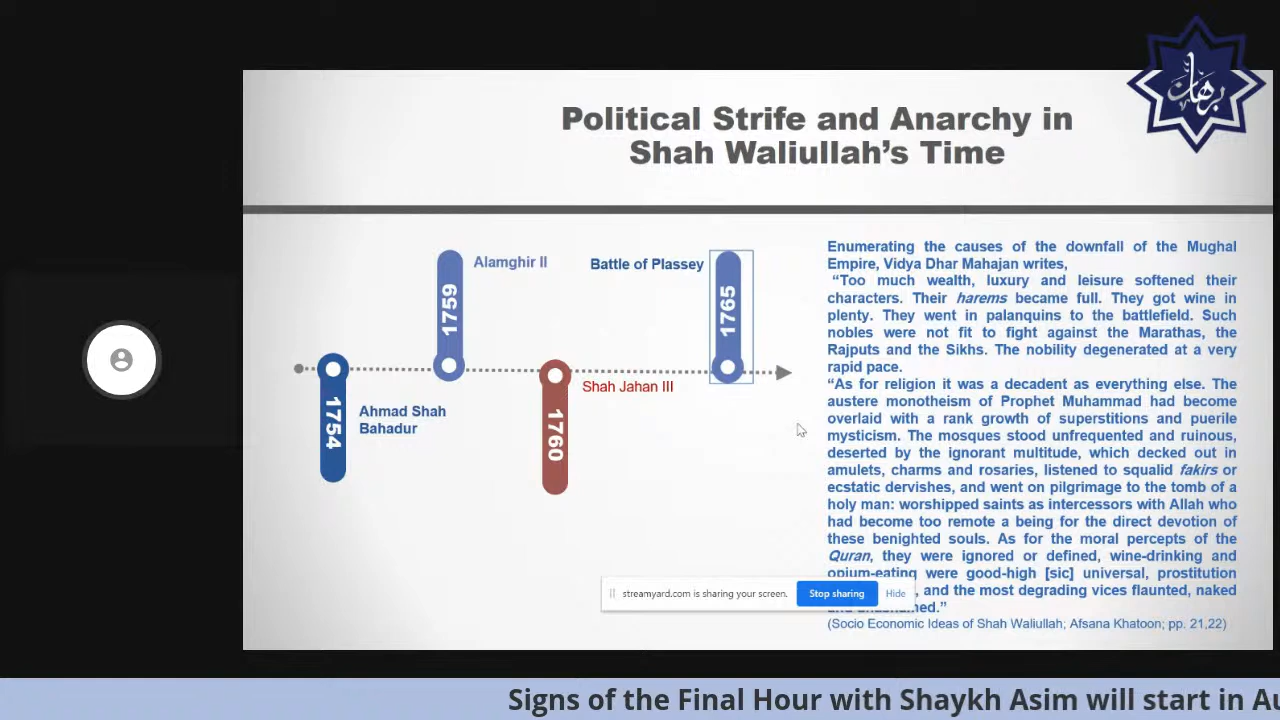 برهان
Political Strife and Anarchy in
Shah Waliullah's Time
Alamghir II
Battle of Plassey
1759
1765
1754
Ahmad Shah
Bahadur
1760
Shah Jahan III
Enumerating the causes of the downfall of the Mughal
Empire, Vidya Dhar Mahajan writes,
“Too much wealth, luxury and leisure softened their
characters. Their harems became full. They got wine in
plenty. They went in palanquins to the battlefield. Such
nobles were not fit to fight against the Marathas, the
Rajputs and the Sikhs. The nobility degenerated at a very
rapid pace.
“As for religion it was a decadent as everything else. The
austere monotheism of Prophet Muhammad had become
overlaid with a rank growth of superstitions and puerile
mysticism. The mosques stood unfrequented and ruinous,
deserted by the ignorant multitude, which decked out in
amulets, charms and rosaries, listened to squalid fakirs or
ecstatic dervishes, and went on pilgrimage to the tomb of a
holy man: worshipped saints as intercessors with Allah who
had become too remote a being for the direct devotion of
these benighted souls. As for the moral percepts of the
Quran, they were ignored or defined, wine-drinking and
opium-eating were good-high [sic] universal, prostitution
, and the most degrading vices flaunted, naked
(Socio Economic Ideas of Shah Waliullah; Afsana Khatoon; pp. 21,22)
streamyard.com is sharing your screen.
Stop sharing
Hide
Signs of the Final Hour with Shaykh Asim will start in Au